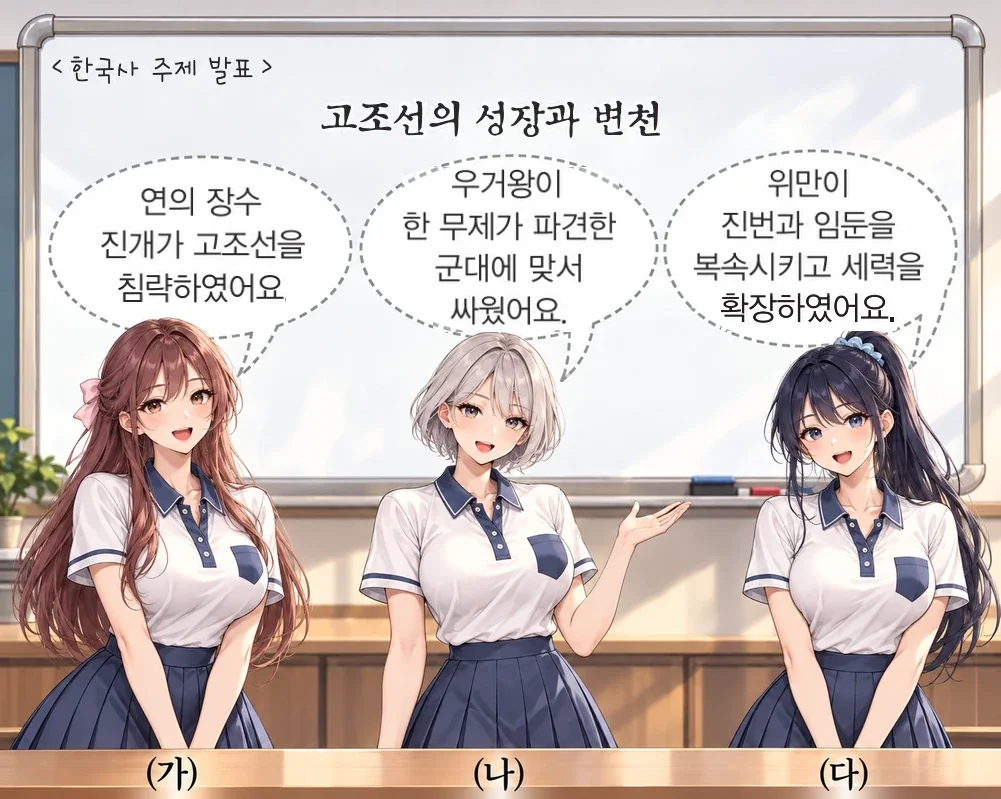 <한국사 주제 발표>
고조선의 성장과 변천
연의 장수
진개가 고조선을
침략하였어요.
우거왕이
한 무제가 파견한
군대에 맞서
싸웠어요.
위만이
진번과 임둔을
복속시키고 세력을
확장하였어요.
(가)
(나)
(다)